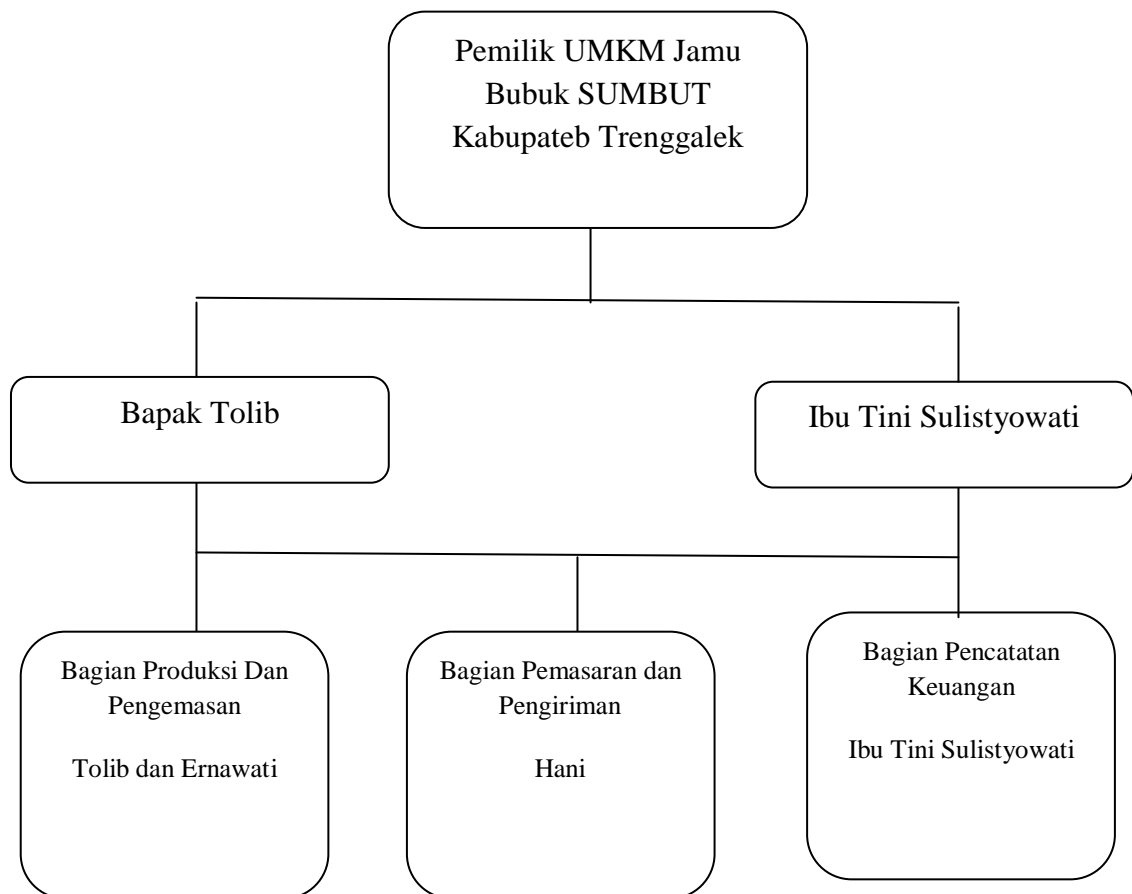 Pemilik UMKM Jamu
Bubuk SUMBUT
Kabupateb Trenggalek
Bapak Tolib
Ibu Tini Sulistyowati
Bagian Produksi Dan
Pengemasan
Tolib dan Ernawati
Bagian Pemasaran dan
Pengiriman
Hani
Bagian Pencatatan
Keuangan
Ibu Tini Sulistyowati